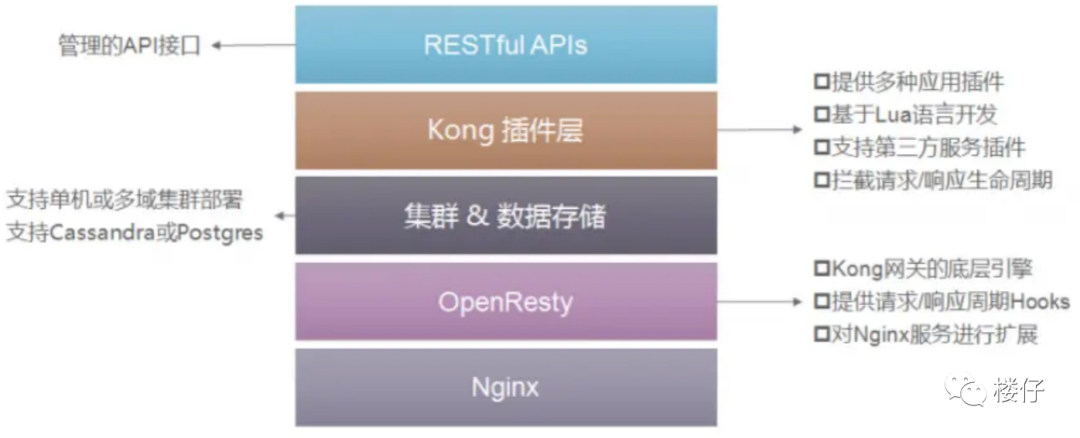 管理的API接口
RESTful APIs
Kong 插件层
提供多种应用插件
基于Lua语言开发
支持第三方服务插件
拦截请求/响应生命周期
支持单机或多域集群部署
支持Cassandra或Postgres
集群 & 数据存储
OpenResty
Kong网关的底层引擎
提供请求/响应周期Hooks
对Nginx服务进行扩展
Nginx
楼仔